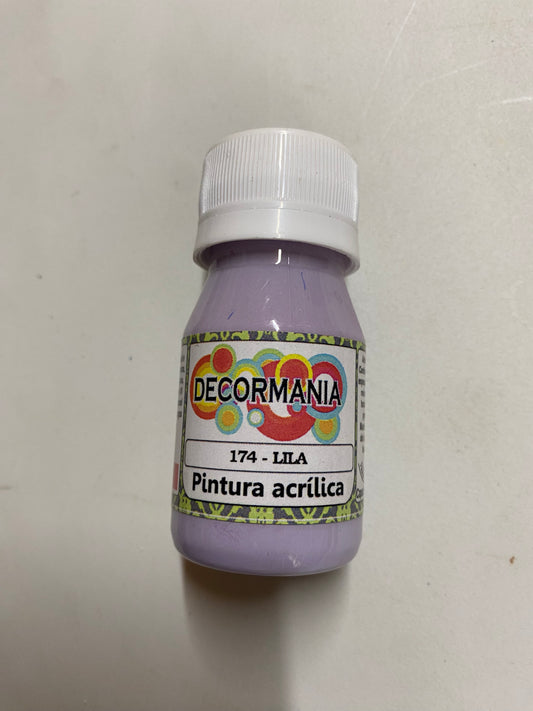 DECORMANIA
174 - LILA
Pintura acrílica